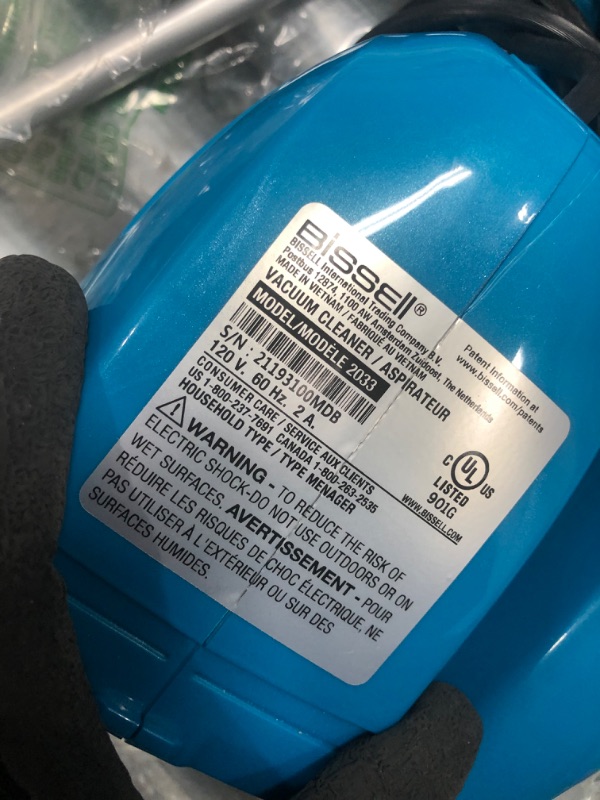 BISSELL®
BISSELL International Trading Company B.V.
Postbus 12874, 1100 AW Amsterdam Zuidoost, The Netherlands
MADE IN VIETNAM / FABRIQUÉ AU VIETNAM
VACUUM CLEANER / ASPIRATEUR
MODEL/MODÈLE 2033
Patent Information at
www.bissell.com/patents
S/N : 21193100MDB
120 V. 60 Hz. 2 A.
CONSUMER CARE / SERVICE AUX CLIENTS
US 1-800-237-7691 CANADA 1-800-263-2535
HOUSEHOLD TYPE / TYPE MENAGER
WWW.BISSELL.COM
C UL US
LISTED
901G
WARNING - TO REDUCE THE RISK OF
ELECTRIC SHOCK-DO NOT USE OUTDOORS OR ON
WET SURFACES. AVERTISSEMENT - POUR
RÉDUIRE LES RISQUES DE CHOC ÉLECTRIQUE, NE
PAS UTILISER A L'EXTÉRIEUR OU SUR DES
SURFACES HUMIDES.